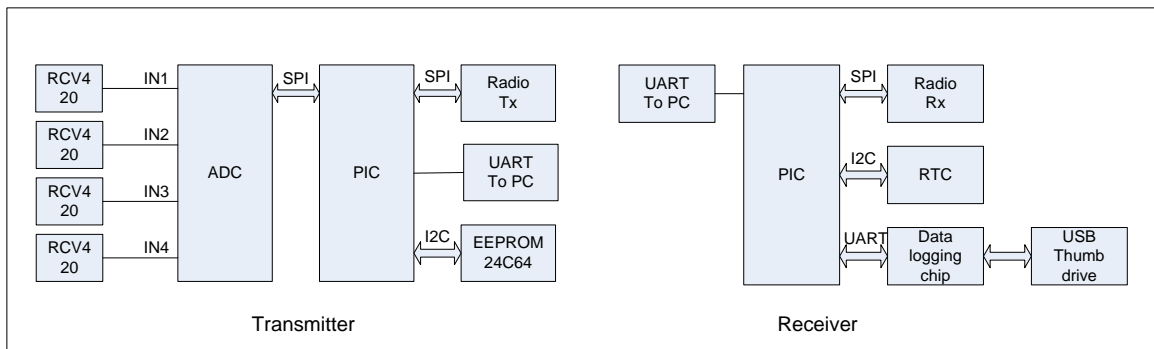 RCV4
20
IN1
RCV4
20
IN2
RCV4
20
IN3
RCV4
20
IN4
ADC
SPI
PIC
SPI
Radio
Tx
UART
To PC
I2C
EEPROM
24C64
Transmitter
UART
To PC
PIC
SPI
Radio
Rx
I2C
RTC
UART
Data
logging
chip
USB
Thumb
drive
Receiver